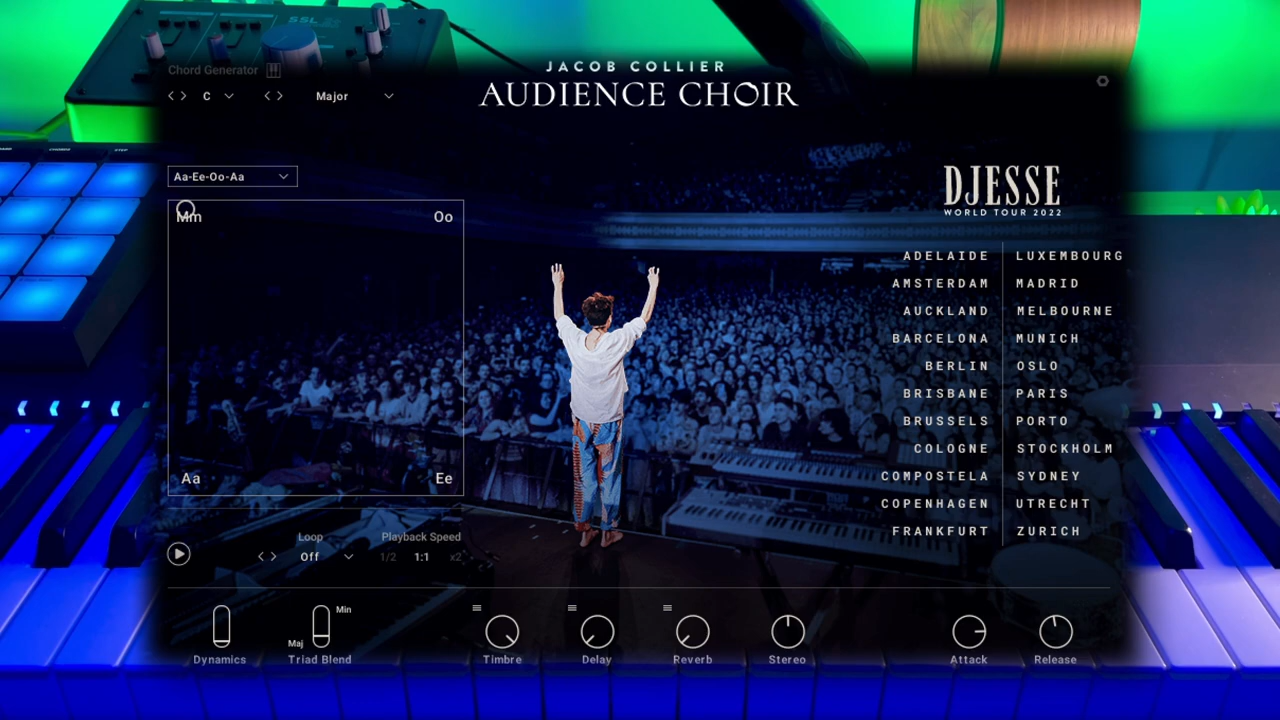 SSL
Chord Generator
JACOB COLLIER
AUDIENCE CHOIR
C
Major
Aa-Ee-Oo-Aa
Mm
Oo
Aa
Ee
DJESSE
WORLD TOUR 2022
ADELAIDE
AMSTERDAM
AUCKLAND
BARCELONA
BERLIN
BRISBANE
BRUSSELS
COLOGNE
COMPOSTELA
COPENHAGEN
FRANKFURT
LUXEMBOURG
MADRID
MELBOURNE
MUNICH
OSLO
PARIS
PORTO
STOCKHOLM
SYDNEY
UTRECHT
ZURICH
Loop
Off
Playback Speed
1/2 1:1 x2
Dynamics
Min
Maj
Triad Blend
Timbre
Delay
Reverb
Stereo
Attack
Release